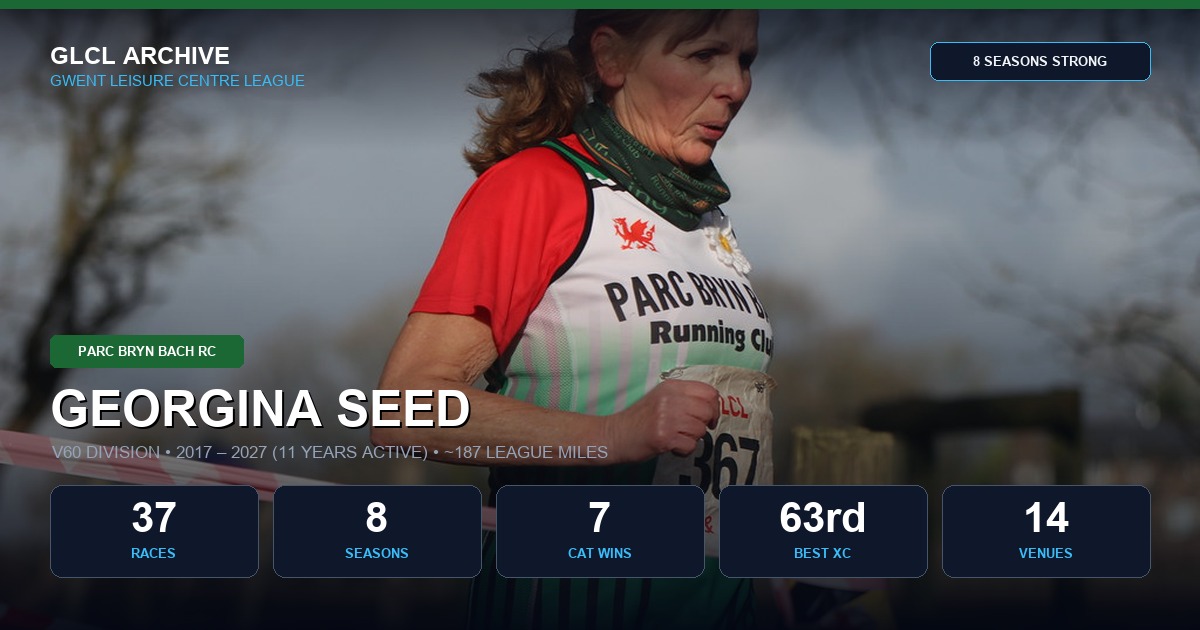 GLCL ARCHIVE
GWENT LEISURE CENTRE LEAGUE
8 SEASONS STRONG
PARC BRYN B
Running Clu
GLCL
367
PARC BRYN BACH RC
GEORGINA SEED
V60 DIVISION • 2017 – 2027 (11 YEARS ACTIVE) • ~187 LEAGUE MILES
37
RACES
8
SEASONS
7
CAT WINS
63rd
BEST XC
14
VENUES